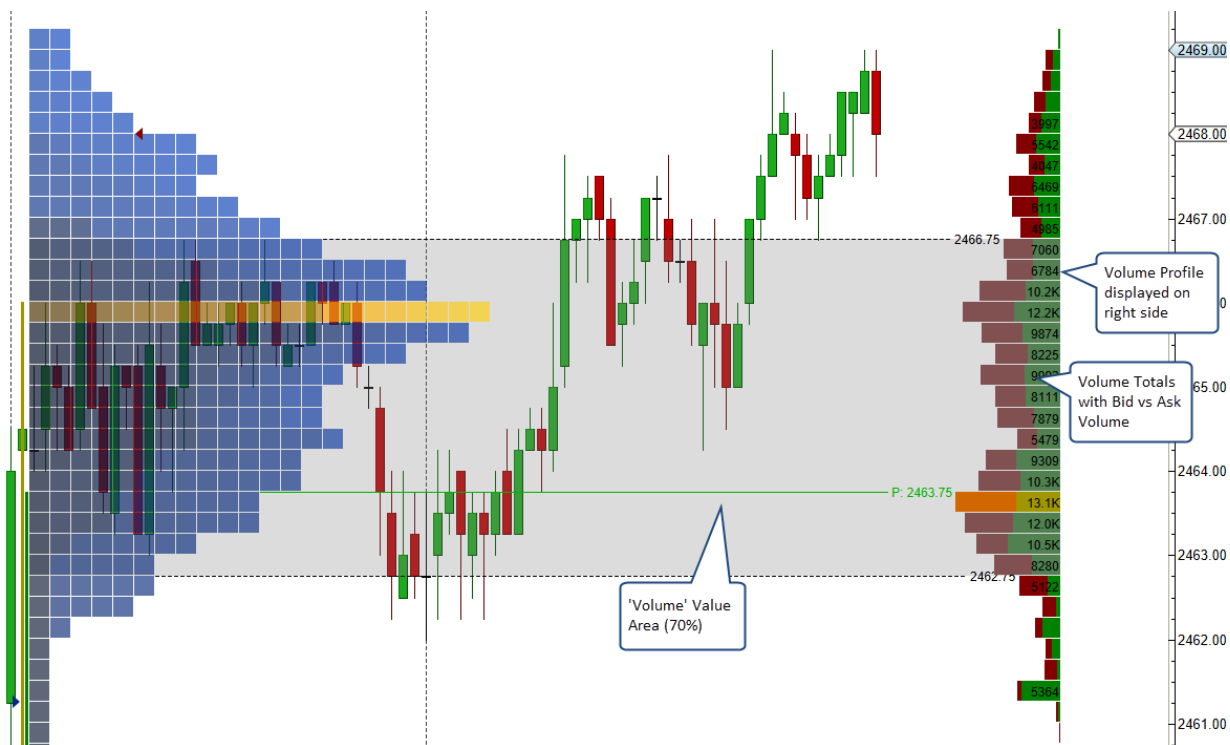 2469.00
3997
2468.00
5542
4047
6469
6111
2467.00
4985
2466.75
7060
6784
Volume Profile
displayed on
right side
10.2K
12.2K
9874
8225
Volume Totals
with Bid vs Ask
Volume
65.00
8111
7879
5479
9309
2464.00
10.3K
P: 2463.75
13.1K
12.0K
10.5K
2463.00
8280
2462.75
5122
'Volume' Value
Area (70%)
2462.00
5364
2461.00